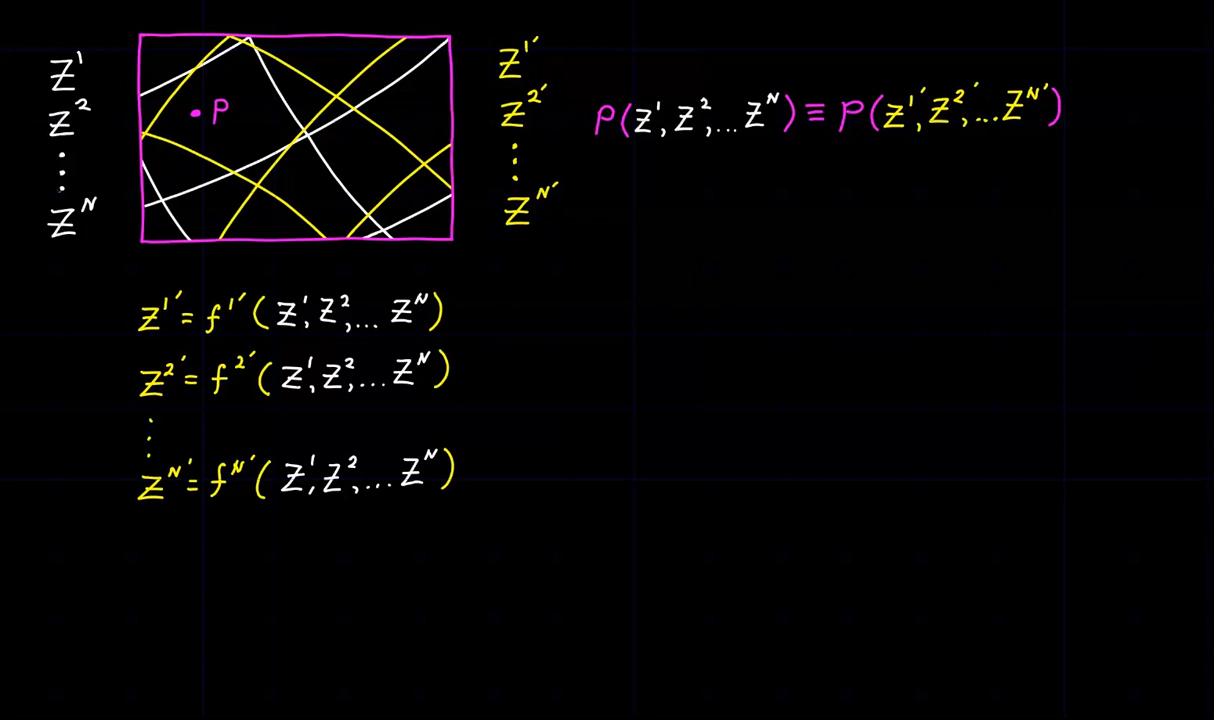 Z¹
Z²
⋮
Zᴺ
P
Z¹′
Z²′
⋮
Zᴺ′
P(Z¹, Z², ... Zᴺ) ≡ P(Z¹′, Z²′, ... Zᴺ′)
Z¹′ = f¹′(Z¹, Z², ... Zᴺ)
Z²′ = f²′(Z¹, Z², ... Zᴺ)
⋮
Zᴺ′ = fᴺ′(Z¹, Z², ... Zᴺ)